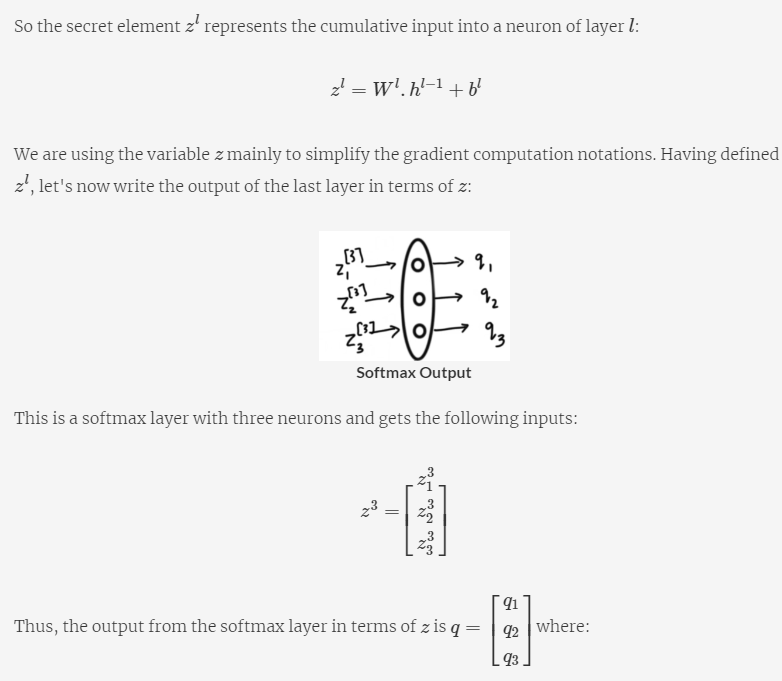 So the secret element z^l represents the cumulative input into a neuron of layer l:
z^l = W^l. h^{l−1} + b^l
We are using the variable z mainly to simplify the gradient computation notations. Having defined
z^l, let's now write the output of the last layer in terms of z:
z_1^{[3]} → O → q_1
z_2^{[3]} → O → q_2
z_3^{[3]} → O → q_3
Softmax Output
This is a softmax layer with three neurons and gets the following inputs:
z^3 = [z_1^3 z_2^3 z_3^3]
Thus, the output from the softmax layer in terms of z is q = [q_1 q_2 q_3] where: